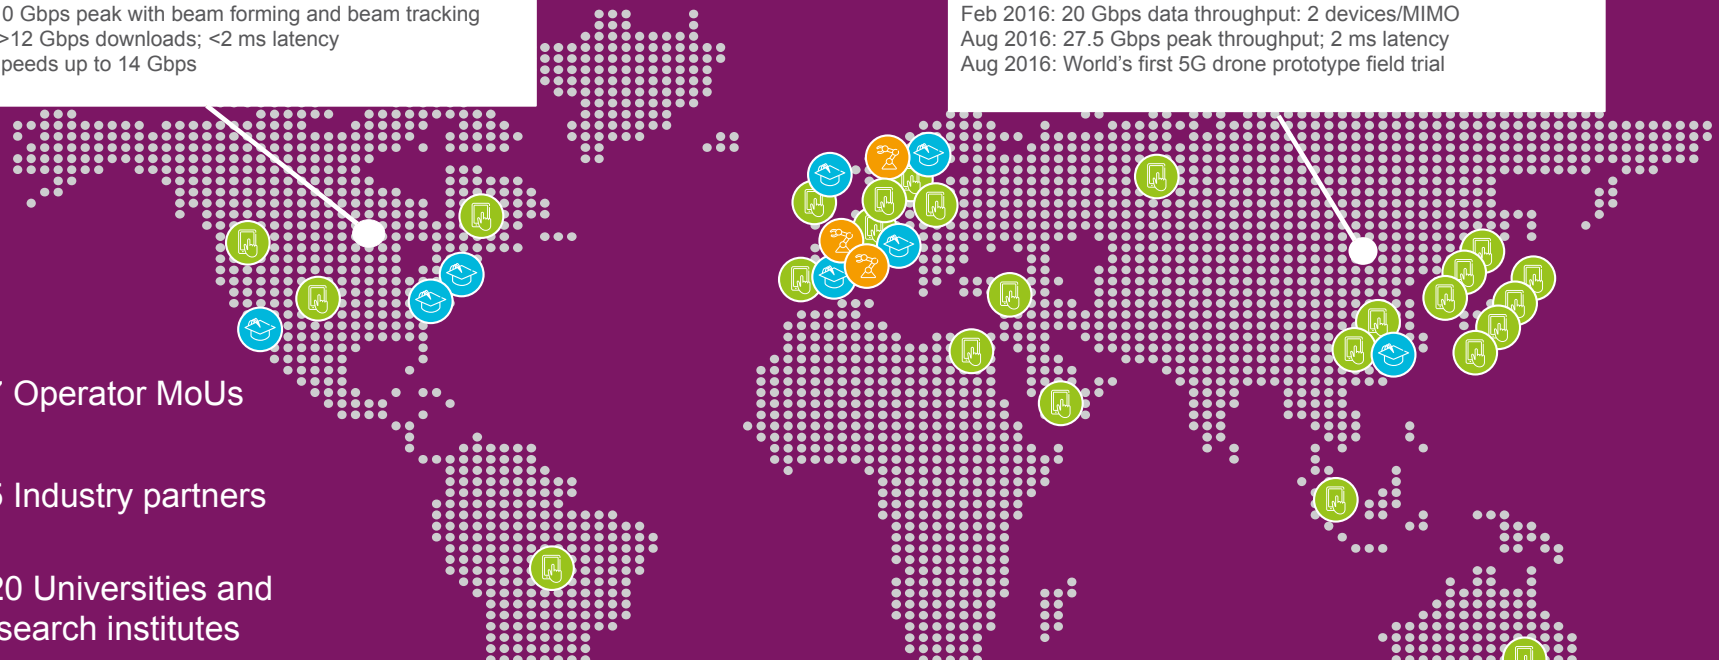 0 Gbps peak with beam forming and beam tracking
>12 Gbps downloads; <2 ms latency
peeds up to 14 Gbps
Feb 2016: 20 Gbps data throughput: 2 devices/MIMO
Aug 2016: 27.5 Gbps peak throughput; 2 ms latency
Aug 2016: World's first 5G drone prototype field trial
Operator MoUs
Industry partners
20 Universities and
search institutes